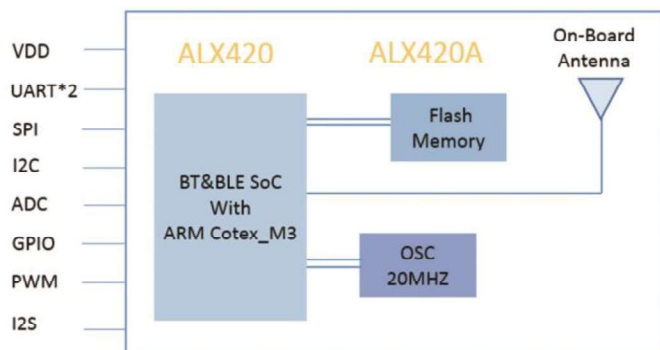 VDD
UART*2
SPI
I2C
ADC
GPIO
PWM
I2S
ALX420
ALX420A
On-Board
Antenna
BT&BLE SoC
With
ARM Cotex_M3
Flash
Memory
OSC
20MHZ